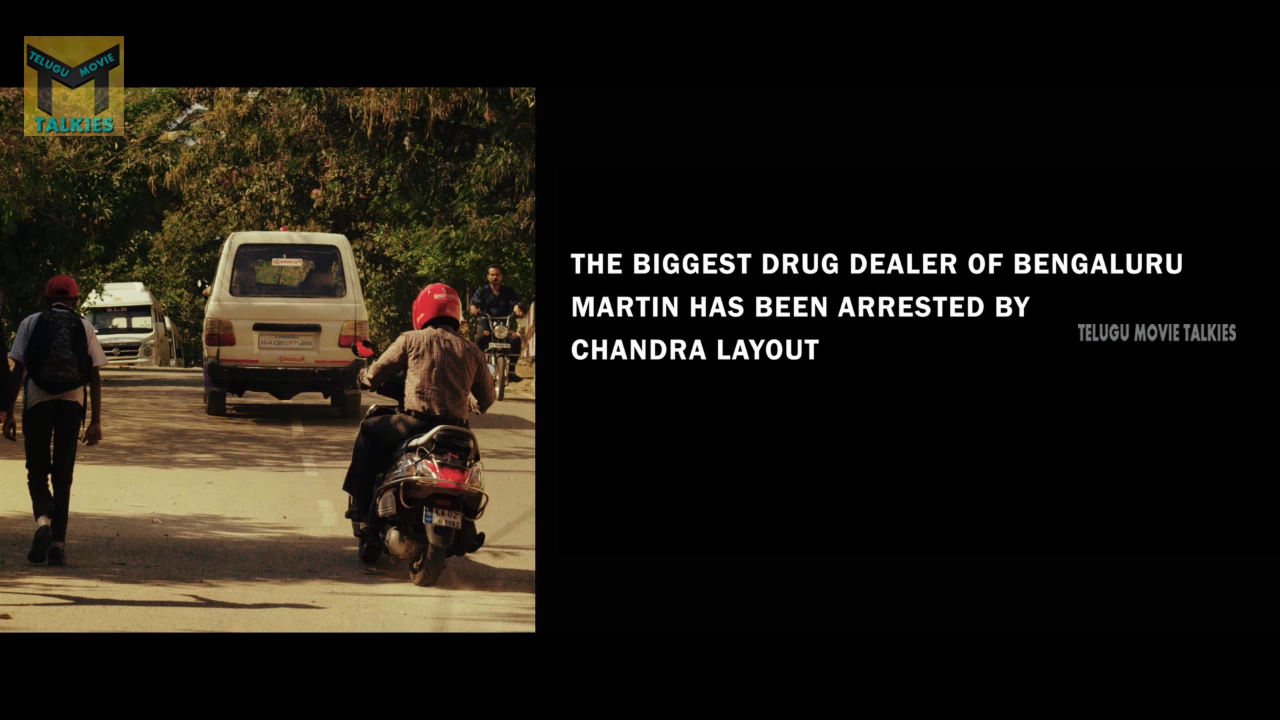 TELUGU MOVIE
TALKIES
THE BIGGEST DRUG DEALER OF BENGALURU
MARTIN HAS BEEN ARRESTED BY
TELUGU MOVIE TALKIES
CHANDRA LAYOUT